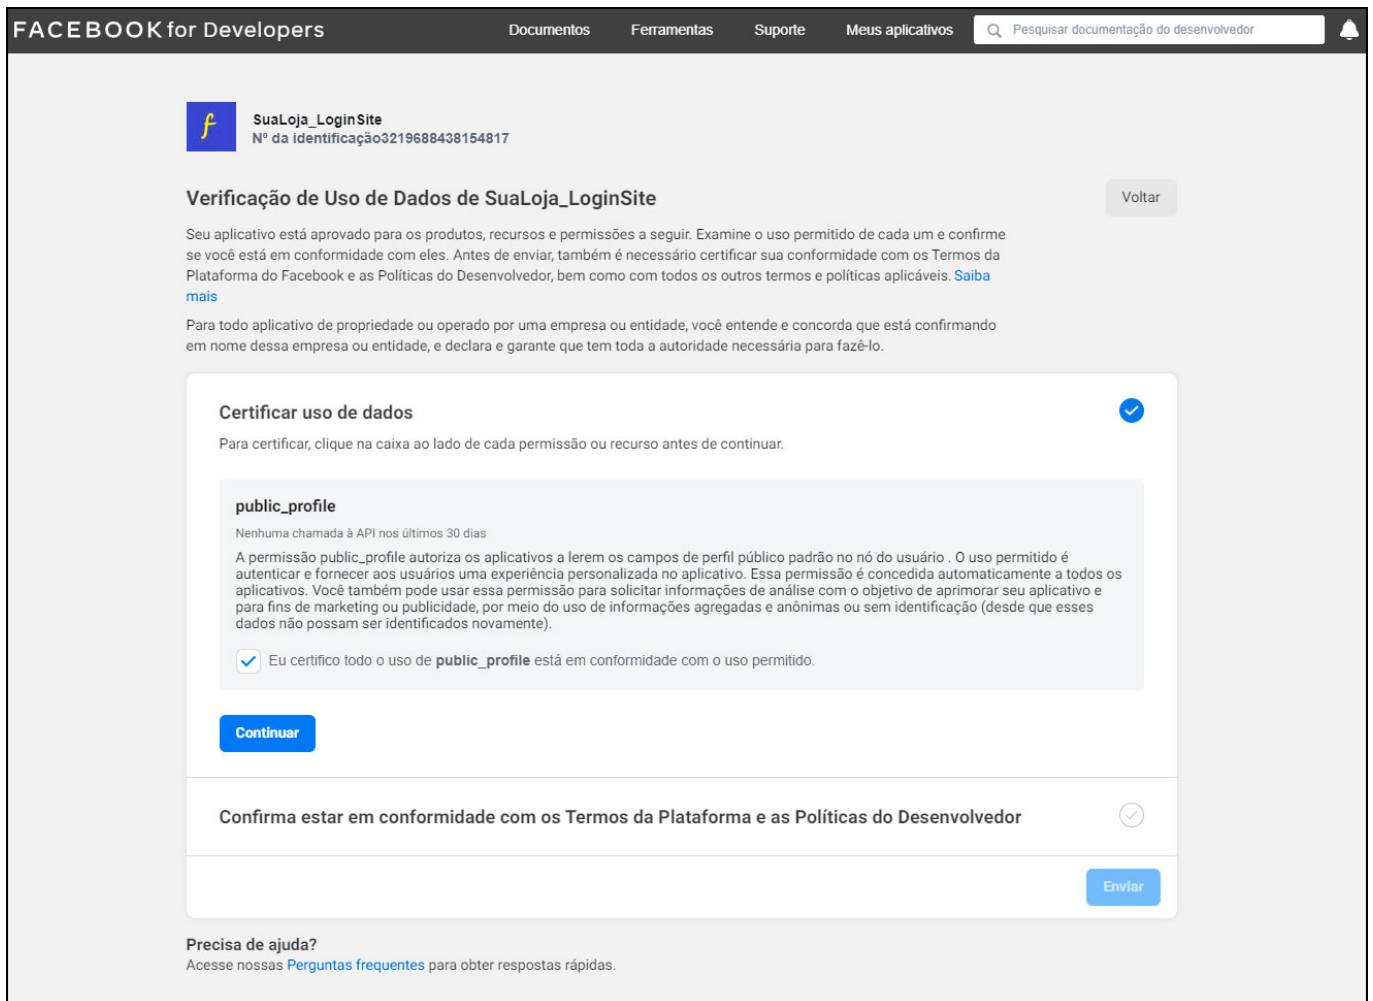 FACEBOOK for Developers
Documentos Ferramentas Suporte Meus aplicativos Pesquisar documentação do desenvolvedor
f
SuaLoja_LoginSite
Nº da identificação3219688438154817
Verificação de Uso de Dados de SuaLoja_LoginSite
Voltar
Seu aplicativo está aprovado para os produtos, recursos e permissões a seguir. Examine o uso permitido de cada um e confirme
se você está em conformidade com eles. Antes de enviar, também é necessário certificar sua conformidade com os Termos da
Plataforma do Facebook e as Políticas do Desenvolvedor, bem como com todos os outros termos e políticas aplicáveis. Saiba
mais
Para todo aplicativo de propriedade ou operado por uma empresa ou entidade, você entende e concorda que está confirmando
em nome dessa empresa ou entidade, e declara e garante que tem toda a autoridade necessária para fazê-lo.
Certificar uso de dados
Para certificar, clique na caixa ao lado de cada permissão ou recurso antes de continuar.
public_profile
Nenhuma chamada à API nos últimos 30 dias
A permissão public_profile autoriza os aplicativos a lerem os campos de perfil público padrão no nó do usuário . O uso permitido é
autenticar e fornecer aos usuários uma experiência personalizada no aplicativo. Essa permissão é concedida automaticamente a todos os
aplicativos. Você também pode usar essa permissão para solicitar informações de análise com o objetivo de aprimorar seu aplicativo e
para fins de marketing ou publicidade, por meio do uso de informações agregadas e anônimas ou sem identificação (desde que esses
dados não possam ser identificados novamente).
Eu certifico todo o uso de public_profile está em conformidade com o uso permitido.
Continuar
Confirma estar em conformidade com os Termos da Plataforma e as Políticas do Desenvolvedor
Enviar
Precisa de ajuda?
Acesse nossas Perguntas frequentes para obter respostas rápidas.